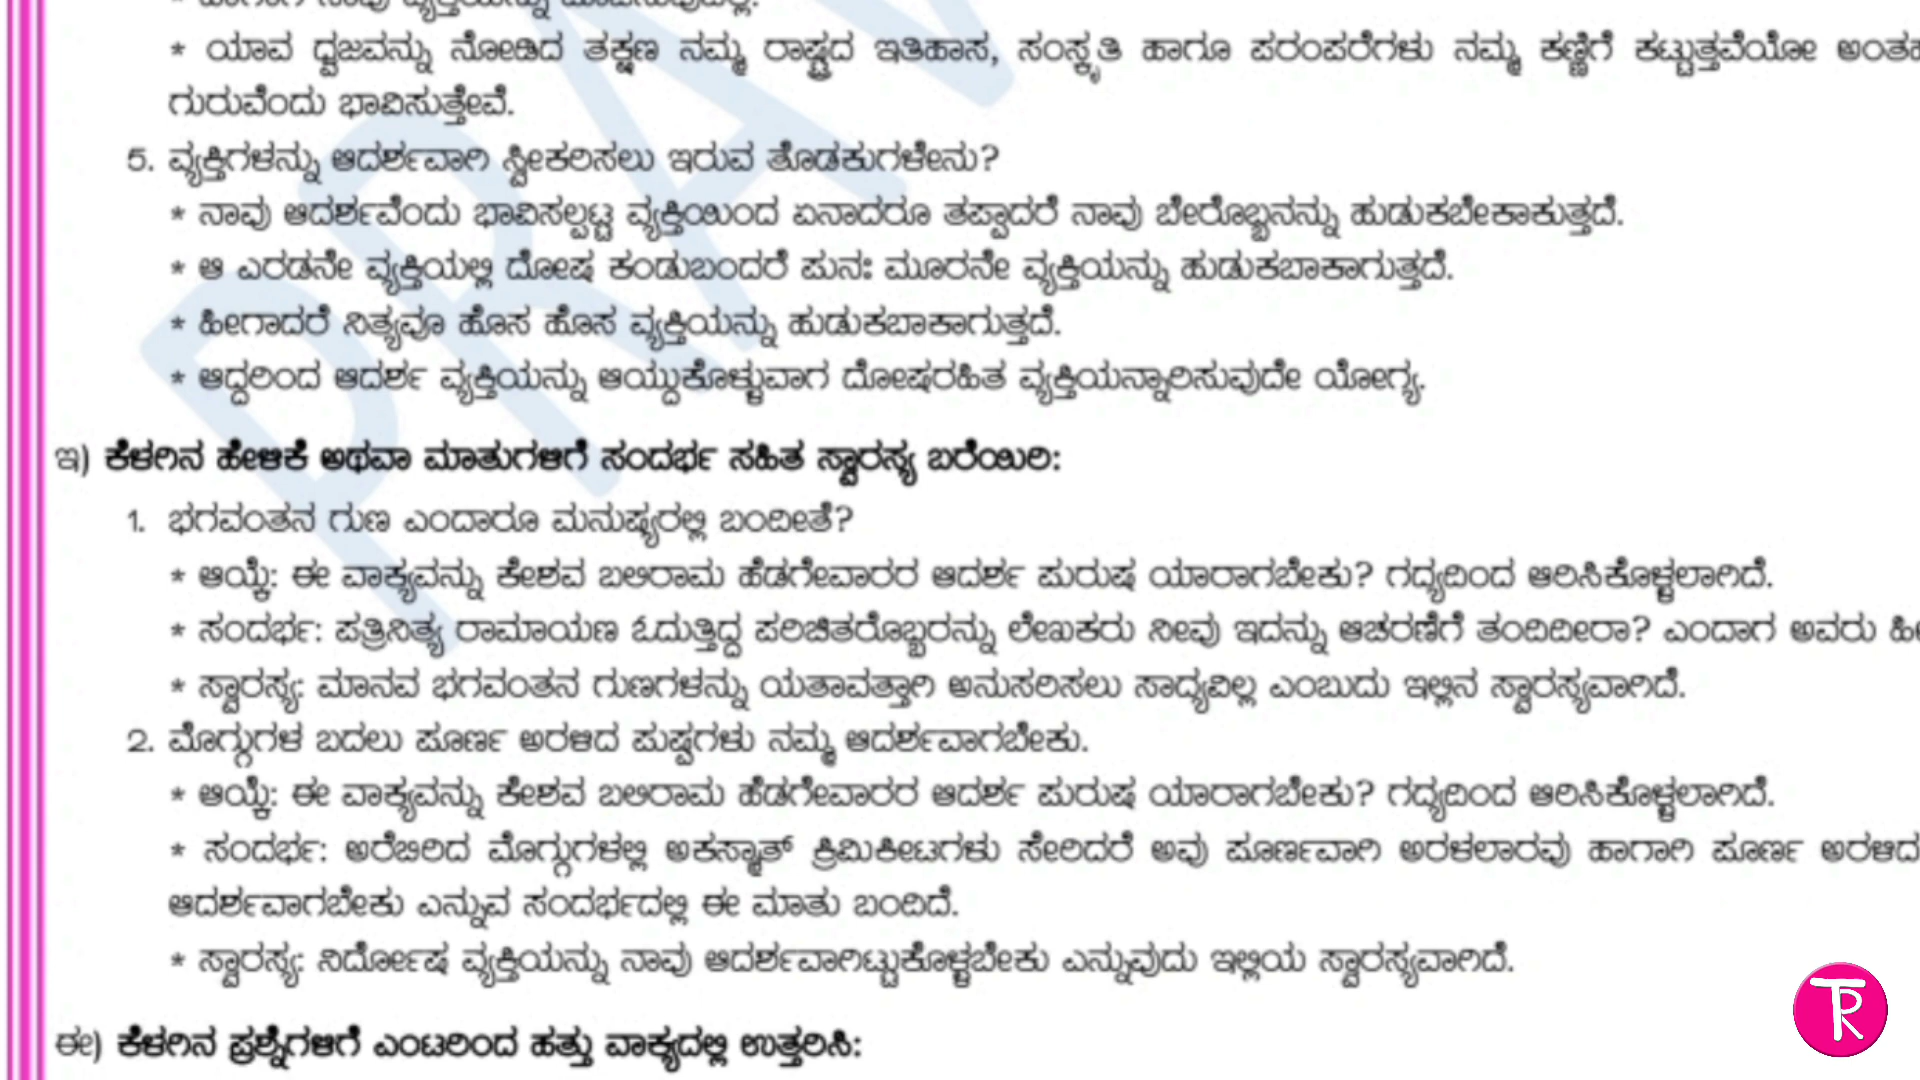 * ಹಾಗಾಗಿ ನಾವು ವ್ಯಕ್ತಿಯನ್ನು
* ಯಾವ ಧ್ವಜವನ್ನು ನೋಡಿದ ತಕ್ಷಣ ನಮ್ಮ ರಾಷ್ಟ್ರದ ಇತಿಹಾಸ, ಸಂಸ್ಕೃತಿ ಹಾಗೂ ಪರಂಪರೆಗಳು ನಮ್ಮ ಕಣ್ಣಿಗೆ ಕಟ್ಟುತ್ತವೆಯೋ
ಗುರುವೆಂದು ಭಾವಿಸುತ್ತೇವೆ.
5. ವ್ಯಕ್ತಿಗಳನ್ನು ಆದರ್ಶವಾಗಿ ಸ್ವೀಕರಿಸಲು ಇರುವ ತೊಡಕುಗಳೇನು?
* ನಾವು ಆದರ್ಶವೆಂದು ಭಾವಿಸಲ್ಪಟ್ಟ ವ್ಯಕ್ತಿಯಿಂದ ಏನಾದರೂ ತಪ್ಪಾದರೆ ನಾವು ಬೇರೊಬ್ಬನನ್ನು ಹುಡುಕಬೇಕಾಕುತ್ತದೆ.
* ಆ ಎರಡನೇ ವ್ಯಕ್ತಿಯಲ್ಲಿ ದೋಷ ಕಂಡುಬಂದರೆ ಪುನಃ ಮೂರನೇ ವ್ಯಕ್ತಿಯನ್ನು ಹುಡುಕಬಾಕಾಗುತ್ತದೆ.
* ಹೀಗಾದರೆ ನಿತ್ಯವೂ ಹೊಸ ಹೊಸ ವ್ಯಕ್ತಿಯನ್ನು ಹುಡುಕಬಾಕಾಗುತ್ತದೆ.
* ಆದ್ದರಿಂದ ಆದರ್ಶ ವ್ಯಕ್ತಿಯನ್ನು ಆಯ್ದುಕೊಳ್ಳುವಾಗ ದೋಷರಹಿತ ವ್ಯಕ್ತಿಯನ್ನಾರಿಸುವುದೇ ಯೋಗ್ಯ.
ಇ) ಕೆಳಗಿನ ಹೇಳಿಕೆ ಅಥವಾ ಮಾತುಗಳಿಗೆ ಸಂದರ್ಭ ಸಹಿತ ಸ್ವಾರಸ್ಯ ಬರೆಯಿರಿ:
1. ಭಗವಂತನ ಗುಣ ಎಂದಾರೂ ಮನುಷ್ಯರಲ್ಲಿ ಬಂದೀತೆ?
* ಆಯ್ಕೆ: ಈ ವಾಕ್ಯವನ್ನು ಕೇಶವ ಬಲಿರಾಮ ಹೆಡಗೇವಾರರ ಆದರ್ಶ ಪುರುಷ ಯಾರಾಗಬೇಕು? ಗದ್ಯದಿಂದ ಆರಿಸಿಕೊಳ್ಳಲಾಗಿದೆ.
* ಸಂದರ್ಭ: ಪತ್ರಿನಿತ್ಯ ರಾಮಾಯಣ ಓದುತ್ತಿದ್ದ ಪರಿಚಿತರೊಬ್ಬರನ್ನು ಲೇಖಕರು ನೀವು ಇದನ್ನು ಆಚರಣೆಗೆ ತಂದಿದೀರಾ? ಎಂದಾಗ ಅವರು
* ಸ್ವಾರಸ್ಯ: ಮಾನವ ಭಗವಂತನ ಗುಣಗಳನ್ನು ಯತಾವತ್ತಾಗಿ ಅನುಸರಿಸಲು ಸಾದ್ಯವಿಲ್ಲ ಎಂಬುದು ಇಲ್ಲಿನ ಸ್ವಾರಸ್ಯವಾಗಿದೆ.
2. ಮೊಗ್ಗುಗಳ ಬದಲು ಪೂರ್ಣ ಅರಳಿದ ಪುಷ್ಪಗಳು ನಮ್ಮ ಆದರ್ಶವಾಗಬೇಕು.
* ಆಯ್ಕೆ: ಈ ವಾಕ್ಯವನ್ನು ಕೇಶವ ಬಲಿರಾಮ ಹೆಡಗೇವಾರರ ಆದರ್ಶ ಪುರುಷ ಯಾರಾಗಬೇಕು? ಗದ್ಯದಿಂದ ಆರಿಸಿಕೊಳ್ಳಲಾಗಿದೆ.
* ಸಂದರ್ಭ: ಅರೆಬಿರಿದ ಮೊಗ್ಗುಗಳಲ್ಲಿ ಅಕಸ್ಮಾತ್ ಕ್ರಿಮಿಕೀಟಗಳು ಸೇರಿದರೆ ಅವು ಪೂರ್ಣವಾಗಿ ಅರಳಲಾರವು ಹಾಗಾಗಿ ಪೂರ್ಣ ಅರಳಿದ
ಆದರ್ಶವಾಗಬೇಕು ಎನ್ನುವ ಸಂದರ್ಭದಲ್ಲಿ ಈ ಮಾತು ಬಂದಿದೆ.
* ಸ್ವಾರಸ್ಯ: ನಿರ್ದೋಷ ವ್ಯಕ್ತಿಯನ್ನು ನಾವು ಆದರ್ಶವಾಗಿಟ್ಟುಕೊಳ್ಳಬೇಕು ಎನ್ನುವುದು ಇಲ್ಲಿಯ ಸ್ವಾರಸ್ಯವಾಗಿದೆ.
ಈ) ಕೆಳಗಿನ ಪ್ರಶ್ನೆಗಳಿಗೆ ಎಂಟರಿಂದ ಹತ್ತು ವಾಕ್ಯದಲ್ಲಿ ಉತ್ತರಿಸಿ:
TR